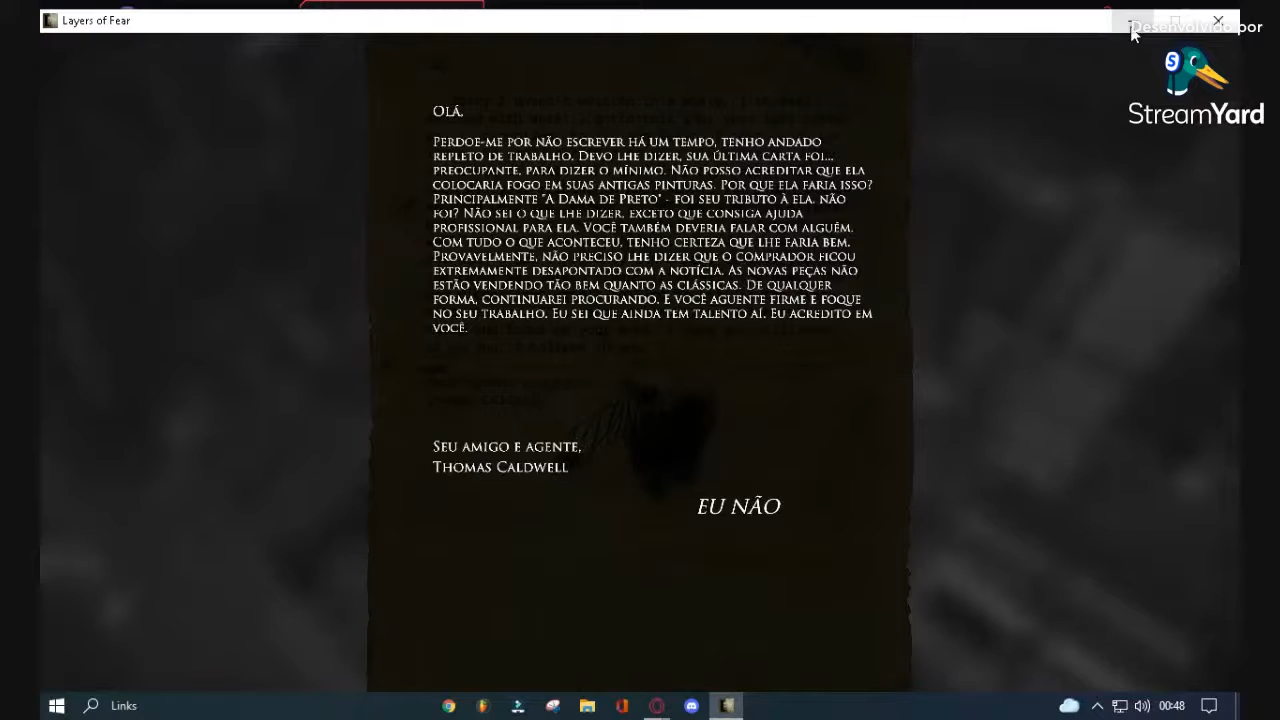 Layers of Fear
Desenvolvido por
StreamYard
Olá,
Perdoe-me por não escrever há um tempo, tenho andado
repleto de trabalho. Devo lhe dizer, sua última carta foi...
preocupante, para dizer o mínimo. Não posso acreditar que ela
colocaria fogo em suas antigas pinturas. Por que ela faria isso?
Principalmente "A Dama de Preto" - foi seu tributo à ela, não
foi? Não sei o que lhe dizer, exceto que consiga ajuda
profissional para ela. Você também deveria falar com alguém.
Com tudo o que aconteceu, tenho certeza que lhe faria bem.
Provavelmente, não preciso lhe dizer que o comprador ficou
extremamente desapontado com a notícia. As novas peças não
estão vendendo tão bem quanto as clássicas. De qualquer
forma, continuarei procurando. E você aguente firme e foque
no seu trabalho. Eu sei que ainda tem talento aí. Eu acredito em
você.
Seu amigo e agente,
Thomas Caldwell
EU NÃO
Links
00:48